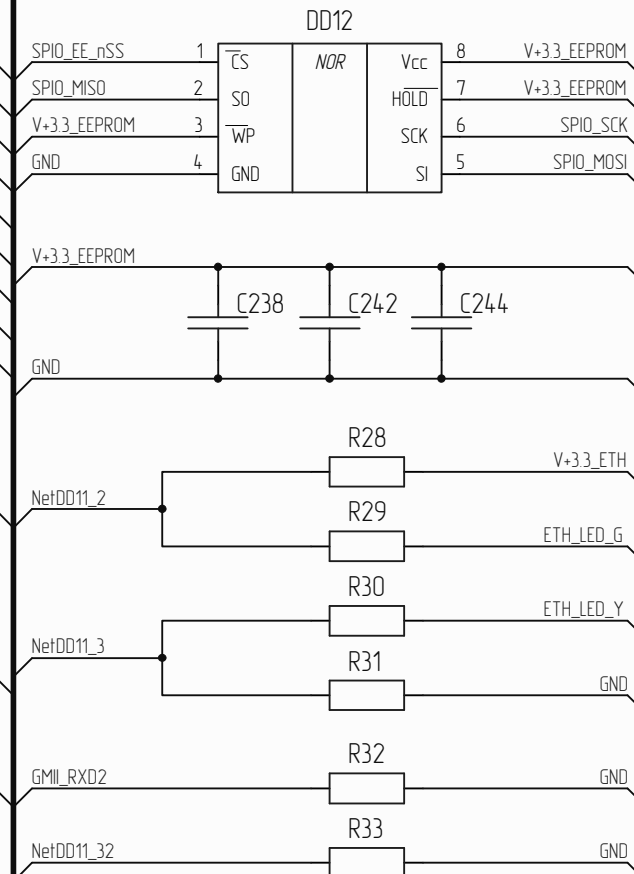 DD12
SPI0_EE_nSS 1 CS NOR Vcc 8 V+3.3_EEPROM
SPI0_MISO 2 SO HOLD 7 V+3.3_EEPROM
V+3.3_EEPROM 3 WP SCK 6 SPI0_SCK
GND 4 GND SI 5 SPI0_MOSI
V+3.3_EEPROM
C238 C242 C244
GND
R28
V+3.3_ETH
NetDD11_2
R29
ETH_LED_G
R30
ETH_LED_Y
NetDD11_3
R31
GND
R32
GMII_RXD2 GND
R33
NetDD11_32 GND